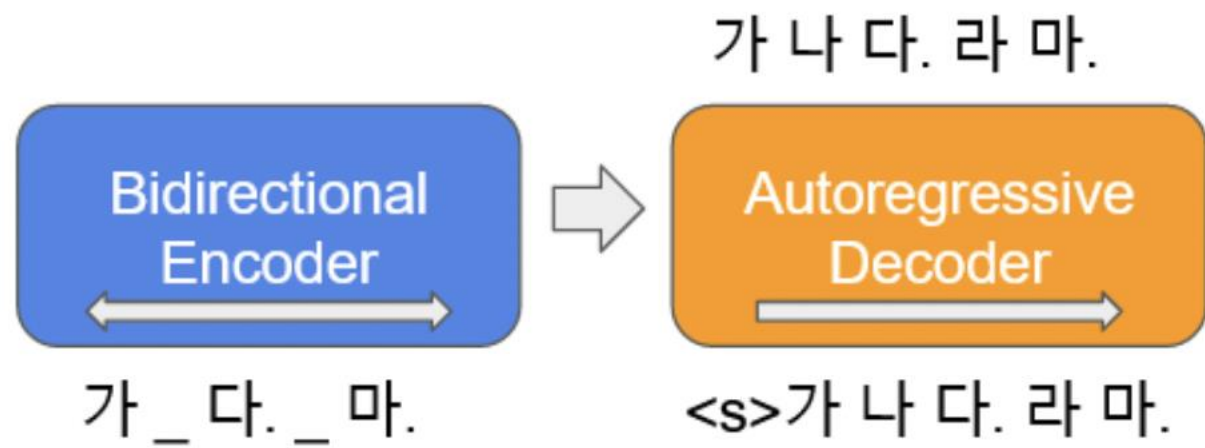 가 나 다. 라 마.
Bidirectional
Encoder
Autoregressive
Decoder
가 _ 다. _ 마.
<s>가 나 다. 라 마.